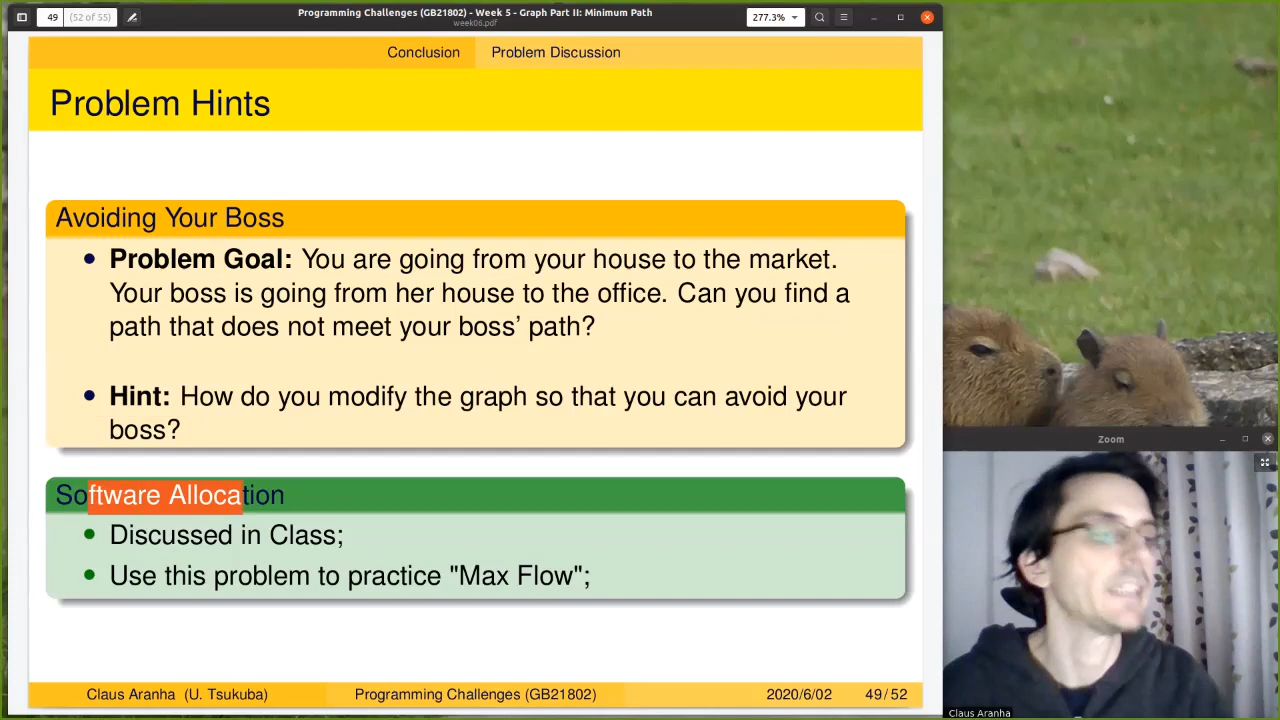 49 (52 of 55)
Programming Challenges (GB21802) - Week 5 - Graph Part II: Minimum Path
week06.pdf
277.3%
Conclusion Problem Discussion
Problem Hints
Avoiding Your Boss
Problem Goal: You are going from your house to the market.
Your boss is going from her house to the office. Can you find a
path that does not meet your boss' path?
Hint: How do you modify the graph so that you can avoid your
boss?
Software Allocation
Discussed in Class;
Use this problem to practice "Max Flow";
Claus Aranha (U. Tsukuba) Programming Challenges (GB21802) 2020/6/02 49/52
Zoom
Claus Aranha